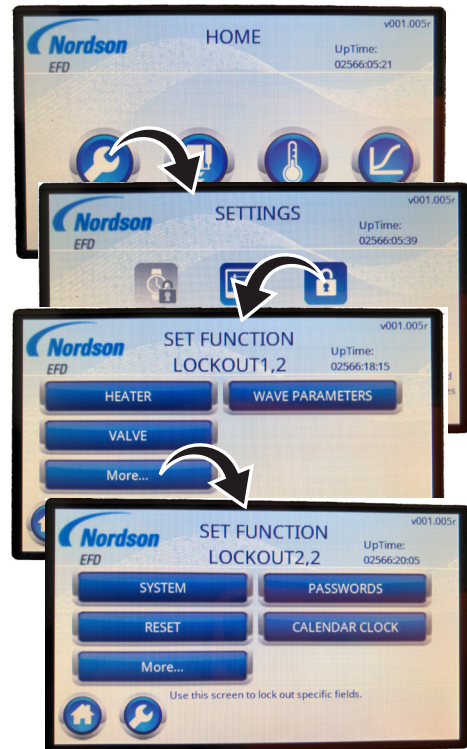 v001.005r
Nordson
EFD
HOME
UpTime:
02566:05:21
v001.005r
Nordson
EFD
SETTINGS
UpTime:
02566:05:39
v001.005r
Nordson
EFD
SET FUNCTION
LOCKOUT1,2
UpTime:
02566:18:15
HEATER
WAVE PARAMETERS
VALVE
More...
v001.005r
Nordson
EFD
SET FUNCTION
LOCKOUT2,2
UpTime:
02566:20:05
SYSTEM
PASSWORDS
RESET
CALENDAR CLOCK
More...
Use this screen to lock out specific fields.